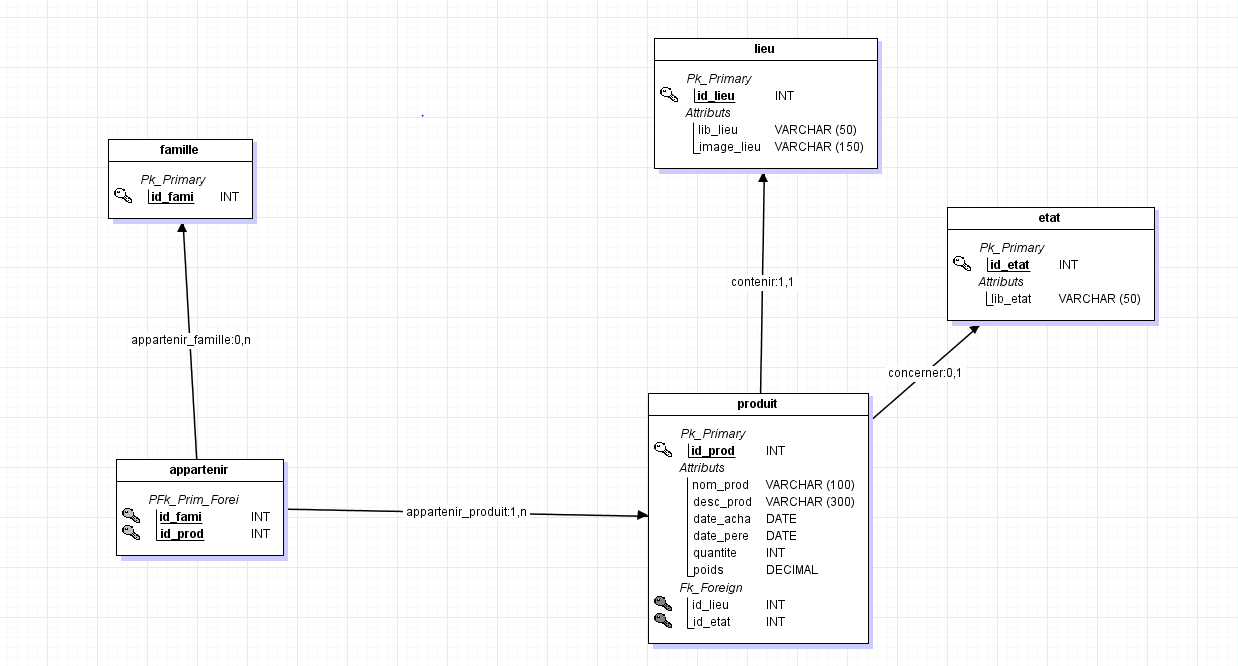 lieu
Pk_Primary
id_lieu INT
Attributs
lib_lieu VARCHAR (50)
image_lieu VARCHAR (150)
famille
Pk_Primary
id_fami INT
etat
Pk_Primary
id_etat INT
Attributs
lib_etat VARCHAR (50)
contenir:1,1
appartenir_famille:0,n
concerner:0,1
produit
Pk_Primary
id_prod INT
Attributs
nom_prod VARCHAR (100)
desc_prod VARCHAR (300)
date_acha DATE
date_pere DATE
quantite INT
poids DECIMAL
Fk_Foreign
id_lieu INT
id_etat INT
appartenir
PFk_Prim_Forei
id_fami INT
id_prod INT
appartenir_produit:1,n